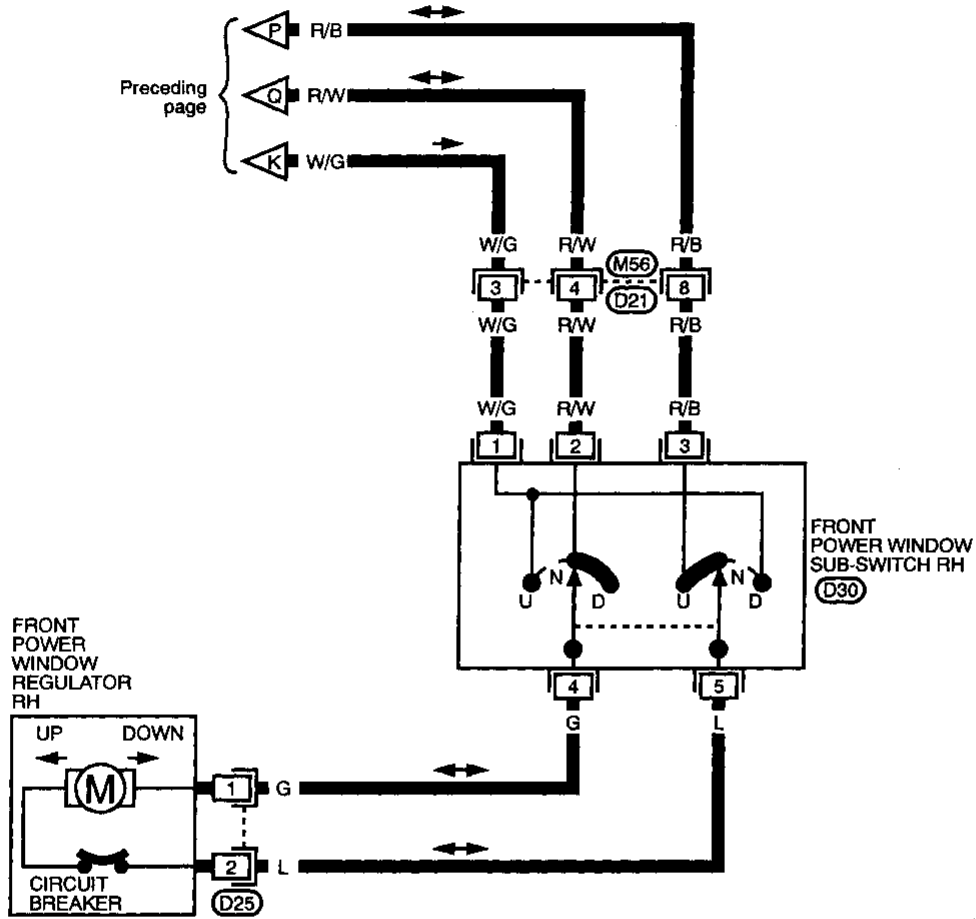 P R/B
Preceding
page
Q R/W
K W/G
W/G R/W R/B
M56
3 4 8
D21
W/G R/W R/B
W/G R/W R/B
1 2 3
FRONT
POWER WINDOW
SUB-SWITCH RH
D30
U N D U N D
4 5
G L
FRONT
POWER
WINDOW
REGULATOR
RH
UP DOWN
M 1 G
2 L
CIRCUIT
BREAKER
D25